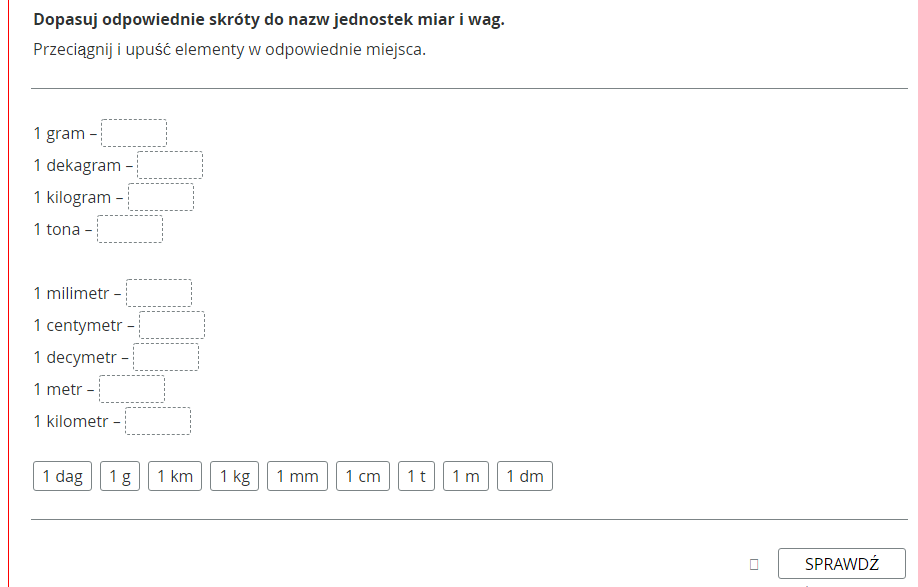 Dopasuj odpowiednie skróty do nazw jednostek miar i wag.
Przeciągnij i upuść elementy w odpowiednie miejsca.
1 gram –
1 dekagram –
1 kilogram –
1 tona –
1 milimetr –
1 centymetr –
1 decymetr –
1 metr –
1 kilometr –
1 dag 1 g 1 km 1 kg 1 mm 1 cm 1 t 1 m 1 dm
SPRAWDŹ